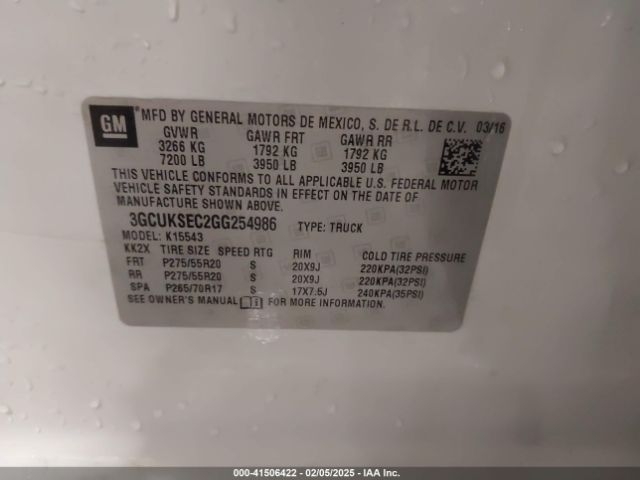 GM
MFD BY GENERAL MOTORS DE MEXICO, S. DE R.L. DE C.V. 03/16
GVWR GAWR FRT GAWR RR
3266 KG 1792 KG 1792 KG
7200 LB 3950 LB 3950 LB
THIS VEHICLE CONFORMS TO ALL APPLICABLE U.S. FEDERAL MOTOR
VEHICLE SAFETY STANDARDS IN EFFECT ON THE DATE OF
MANUFACTURE SHOWN ABOVE.
3GCUKSEC2GG254986 TYPE: TRUCK
MODEL: K15543
KK2X TIRE SIZE SPEED RTG RIM COLD TIRE PRESSURE
FRT P275/55R20 S 20X9J 220KPA(32PSI)
RR P275/55R20 S 20X9J 220KPA(32PSI)
SPA P265/70R17 S 17X7.5J 240KPA(35PSI)
SEE OWNER'S MANUAL FOR MORE INFORMATION.
000-41506422 - 02/05/2025 - IAA Inc.